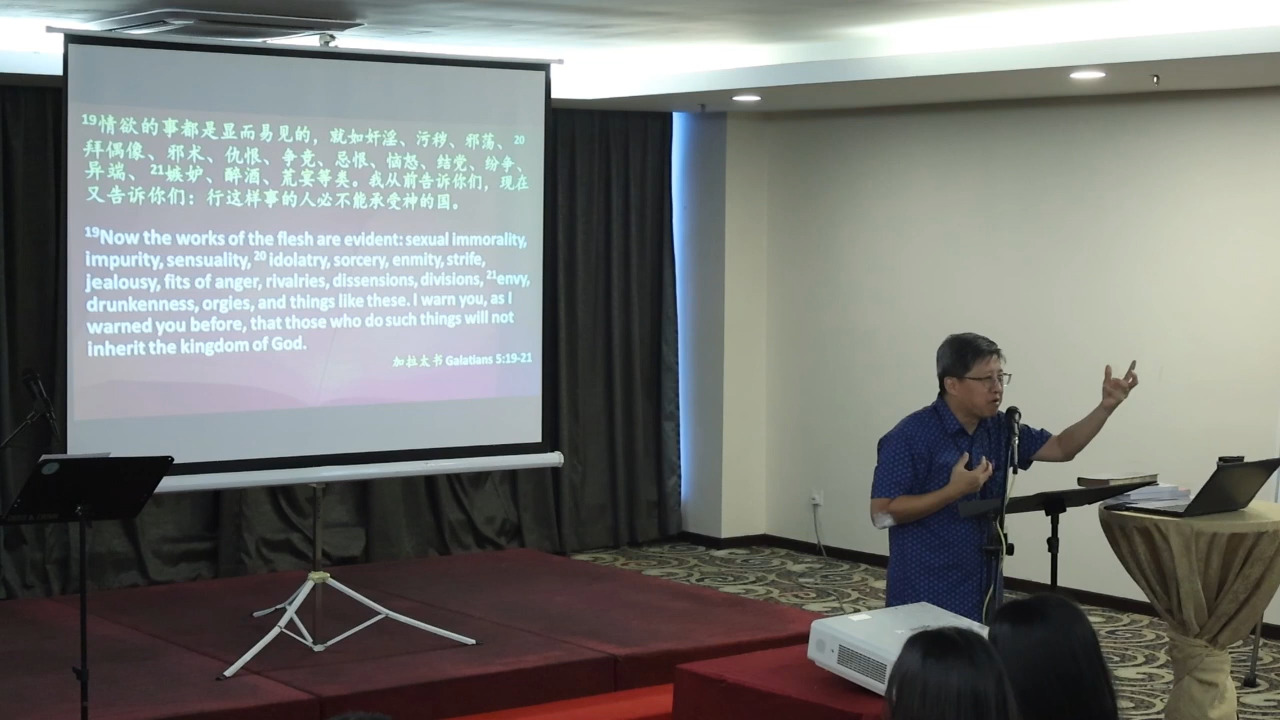 19情欲的事都是显而易见的，就如奸淫、污秽、邪荡、20
拜偶像、邪术、仇恨、争竞、忌恨、恼怒、结党、纷争、
异端、21嫉妒、醉酒、荒宴等类。我从前告诉你们，现在
又告诉你们：行这样事的人必不能承受神的国。
19Now the works of the flesh are evident: sexual immorality,
impurity, sensuality, 20 idolatry, sorcery, enmity, strife,
jealousy, fits of anger, rivalries, dissensions, divisions, 21envy,
drunkenness, orgies, and things like these. I warn you, as I
warned you before, that those who do such things will not
inherit the kingdom of God.
加拉太书 Galatians 5:19-21